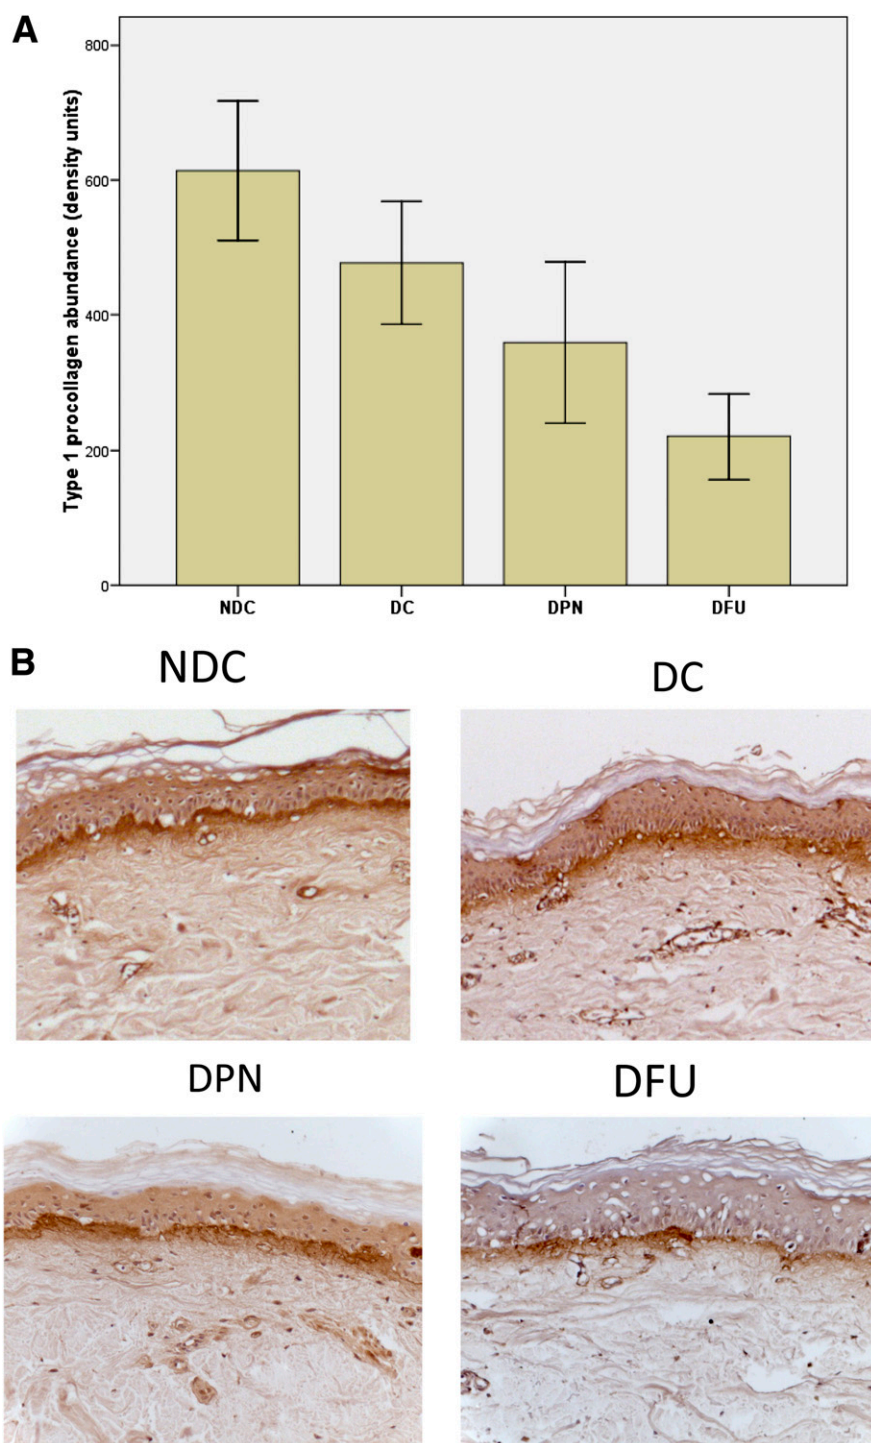 A
Type 1 procollagen abundance (density units)
800
600
400
200
0
NDC
DC
DPN
DFU
B
NDC
DC
DPN
DFU